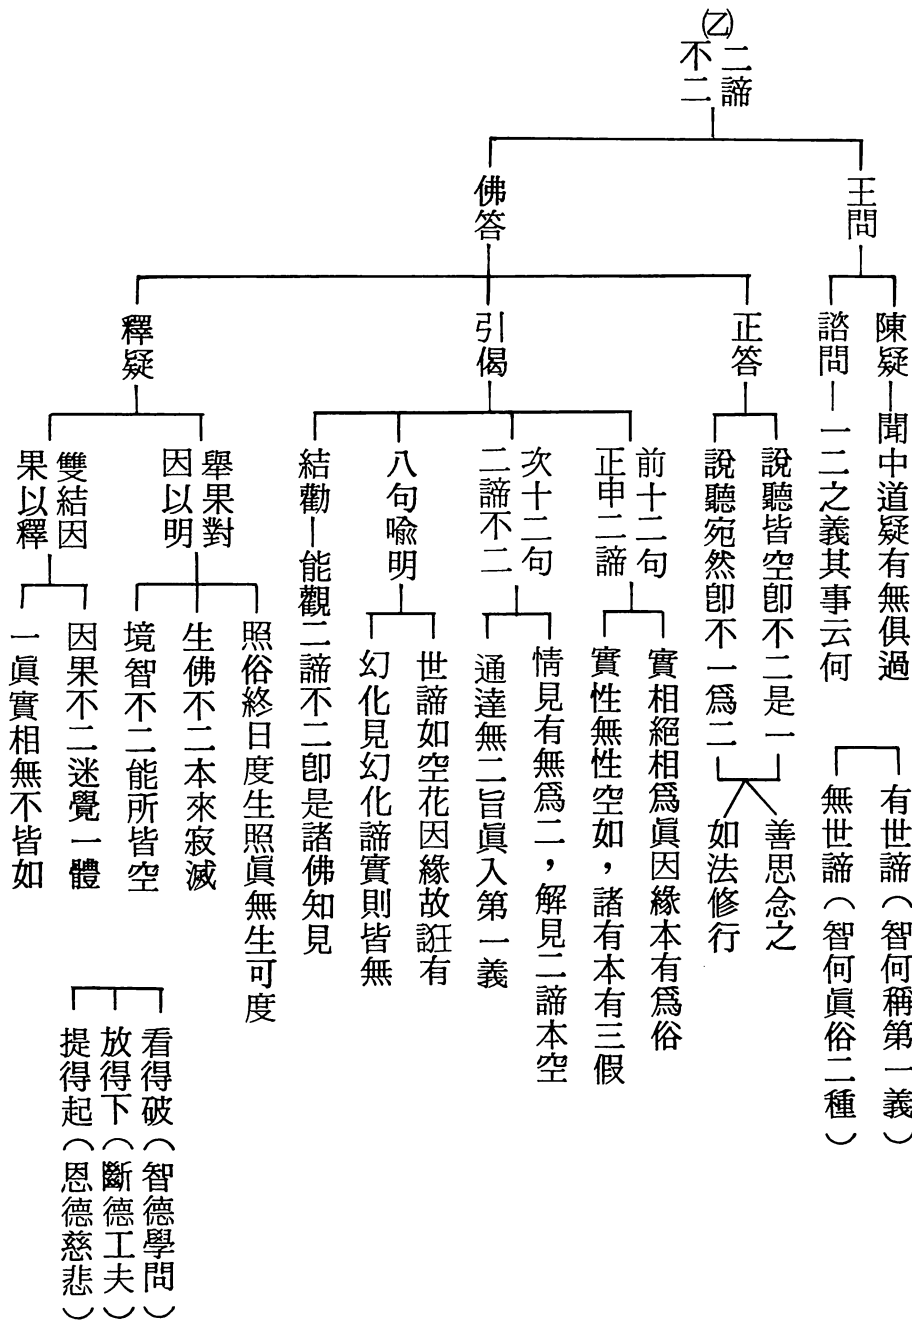 ㈡
二諦
不二
王問
陳疑—聞中道疑有無俱過
有世諦(智何稱第一義)
無世諦(智何眞俗二種)
諮問—一二之義其事云何
佛答
正答
說聽皆空卽不二是一
說聽宛然卽不一爲二
善思念之
如法修行
引偈
前十二句
正申二諦
實相絕相爲眞因緣本有爲俗
實性無性空如,諸有本有三假
次十二句
二諦不二
情見有無爲二,解見二諦本空
通達無二旨眞入第一義
八句喩明
世諦如空花因緣故誑有
幻化見幻化諦實則皆無
結勸—能觀二諦不二卽是諸佛知見
釋疑
舉果對
因以明
照俗終日度生照眞無生可度
生佛不二本來寂滅
境智不二能所皆空
雙結因
果以釋
因果不二迷覺一體
一眞實相無不皆如
看得破(智德學問)
放得下(斷德工夫)
提得起(恩德慈悲)